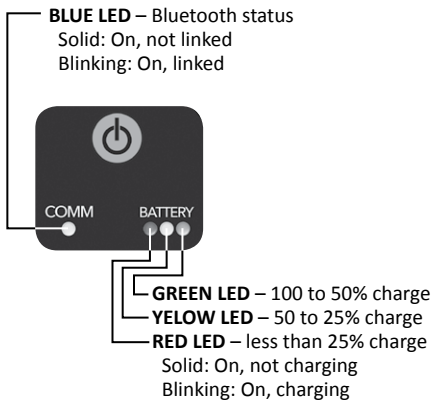 BLUE LED – Bluetooth status
Solid: On, not linked
Blinking: On, linked
COMM BATTERY
GREEN LED – 100 to 50% charge
YELOW LED – 50 to 25% charge
RED LED – less than 25% charge
Solid: On, not charging
Blinking: On, charging